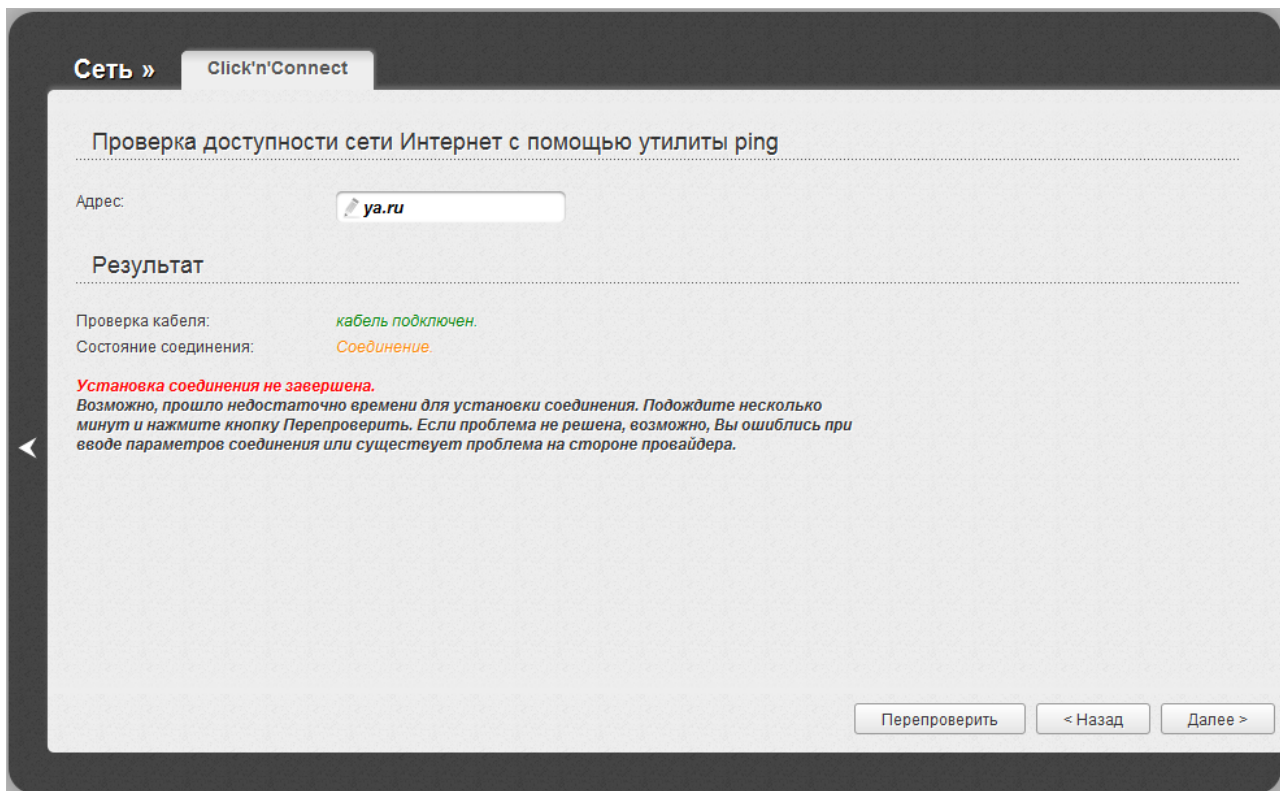 Сеть »
Click'n'Connect
Проверка доступности сети Интернет с помощью утилиты ping
Адрес:
ya.ru
Результат
Проверка кабеля:
кабель подключен.
Состояние соединения:
Соединение.
Установка соединения не завершена.
Возможно, прошло недостаточно времени для установки соединения. Подождите несколько
минут и нажмите кнопку Перепроверить. Если проблема не решена, возможно, Вы ошиблись при
вводе параметров соединения или существует проблема на стороне провайдера.
Перепроверить
< Назад
Далее >